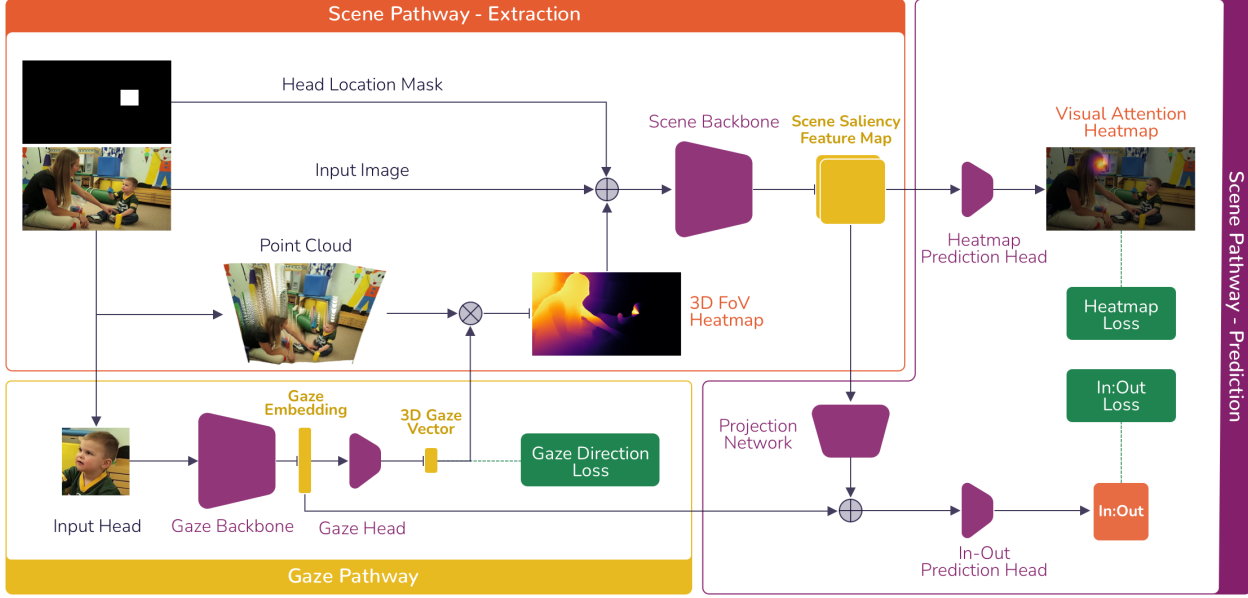 Scene Pathway - Extraction
Head Location Mask
Input Image
Scene Backbone
Scene Saliency
Feature Map
Point Cloud
3D FoV
Heatmap
Visual Attention
Heatmap
Heatmap
Prediction Head
Heatmap
Loss
In:Out
Loss
Scene Pathway - Prediction
Gaze
Embedding
3D Gaze
Vector
Gaze Direction
Loss
Input Head
Gaze Backbone
Gaze Head
Gaze Pathway
Projection
Network
In-Out
Prediction Head
In:Out